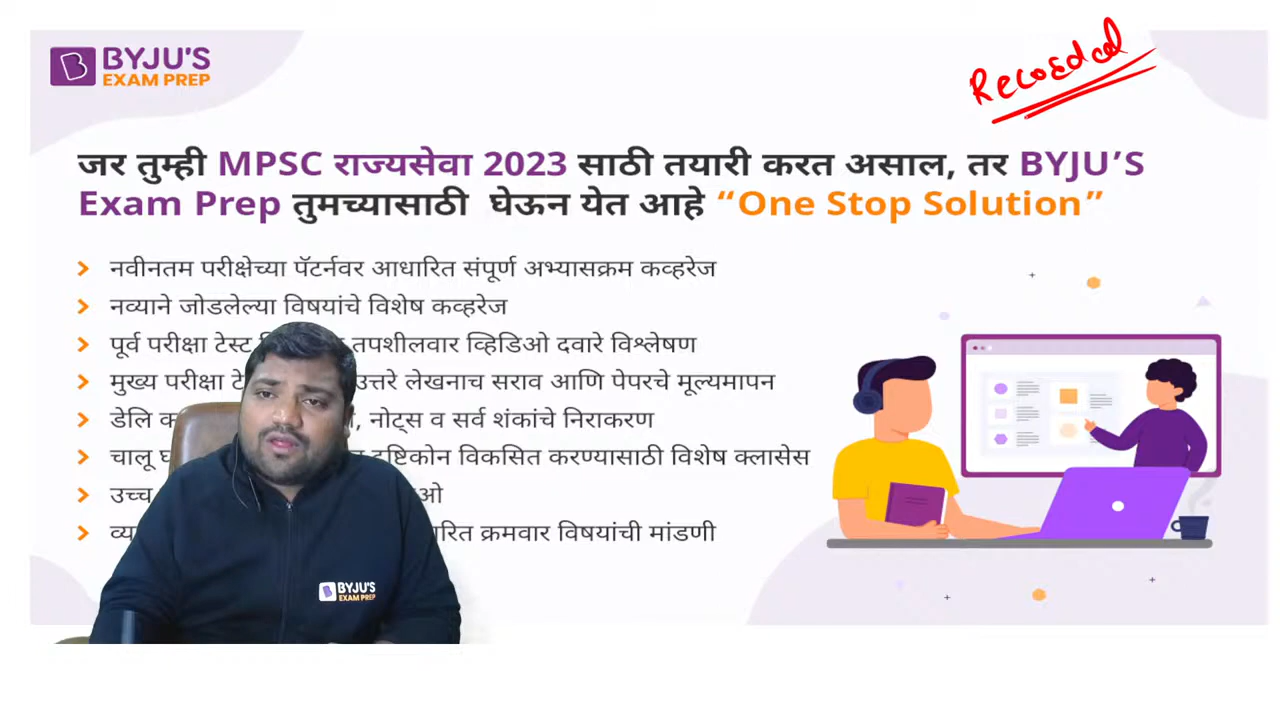 BYJU'S
EXAM PREP
Recorded
जर तुम्ही MPSC राज्यसेवा 2023 साठी तयारी करत असाल, तर BYJU'S
Exam Prep तुमच्यासाठी घेऊन येत आहे “One Stop Solution”
नवीनतम परीक्षेच्या पॅटर्नवर आधारित संपूर्ण अभ्यासक्रम कव्हरेज
नव्याने जोडलेल्या विषयांचे विशेष कव्हरेज
पूर्व परीक्षा टेस्ट तपशीलवार व्हिडिओ दवारे विश्लेषण
मुख्य परीक्षा उत्तरे लेखनाच सराव आणि पेपरचे मूल्यमापन
डेलि नोट्स व सर्व शंकांचे निराकरण
चालू दृष्टिकोन विकसित करण्यासाठी विशेष क्लासेस
उच्च
क्रमवार विषयांची मांडणी
BYJU'S
EXAM PREP